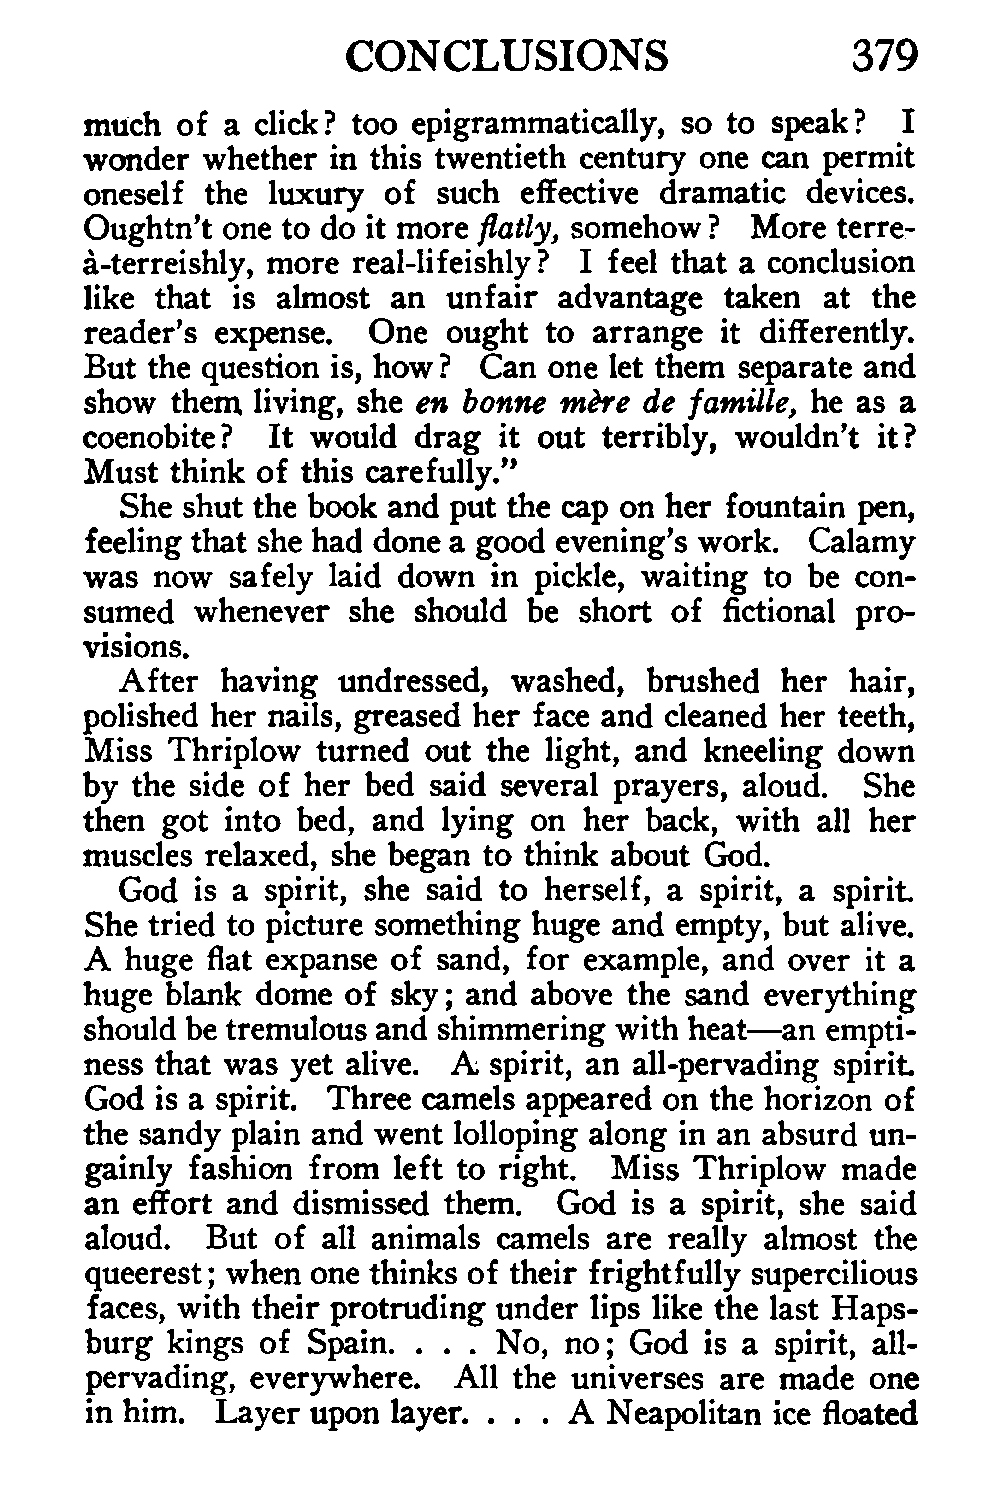 CONCLUSIONS 379
much of a click? too epigrammatically, so to speak? I
wonder whether in this twentieth century one can permit
oneself the luxury of such effective dramatic devices.
Oughtn't one to do it more flatly, somehow? More terre-
à-terreishly, more real-lifeishly? I feel that a conclusion
like that is almost an unfair advantage taken at the
reader's expense. One ought to arrange it differently.
But the question is, how? Can one let them separate and
show them living, she en bonne mère de famille, he as a
coenobite? It would drag it out terribly, wouldn't it?
Must think of this carefully."
She shut the book and put the cap on her fountain pen,
feeling that she had done a good evening's work. Calamy
was now safely laid down in pickle, waiting to be con-
sumed whenever she should be short of fictional pro-
visions.
After having undressed, washed, brushed her hair,
polished her nails, greased her face and cleaned her teeth,
Miss Thriplow turned out the light, and kneeling down
by the side of her bed said several prayers, aloud. She
then got into bed, and lying on her back, with all her
muscles relaxed, she began to think about God.
God is a spirit, she said to herself, a spirit, a spirit.
She tried to picture something huge and empty, but alive.
A huge flat expanse of sand, for example, and over it a
huge blank dome of sky; and above the sand everything
should be tremulous and shimmering with heat—an empti-
ness that was yet alive. A spirit, an all-pervading spirit.
God is a spirit. Three camels appeared on the horizon of
the sandy plain and went lolloping along in an absurd un-
gainly fashion from left to right. Miss Thriplow made
an effort and dismissed them. God is a spirit, she said
aloud. But of all animals camels are really almost the
queerest; when one thinks of their frightfully supercilious
faces, with their protruding under lips like the last Haps-
burg kings of Spain. . . . No, no; God is a spirit, all-
pervading, everywhere. All the universes are made one
in him. Layer upon layer. . . . A Neapolitan ice floated